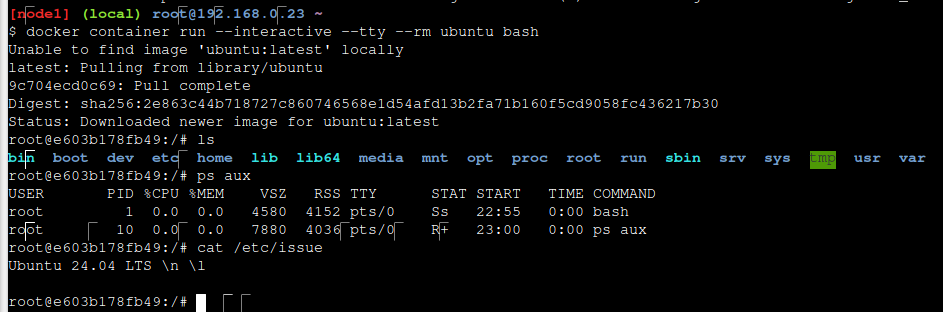 [node1] (local) root@192.168.0.23 ~
$ docker container run --interactive --tty --rm ubuntu bash
Unable to find image 'ubuntu:latest' locally
latest: Pulling from library/ubuntu
9c704ecd0c69: Pull complete
Digest: sha256:2e863c44b718727c860746568e1d54afd13b2fa71b160f5cd9058fc436217b30
Status: Downloaded newer image for ubuntu:latest
root@e603b178fb49:/# ls
bin boot dev etc home lib lib64 media mnt opt proc root run sbin srv sys tmp usr var
root@e603b178fb49:/# ps aux
USER PID %CPU %MEM VSZ RSS TTY STAT START TIME COMMAND
root 1 0.0 0.0 4580 4152 pts/0 Ss 22:55 0:00 bash
root 10 0.0 0.0 7880 4036 pts/0 R+ 23:00 0:00 ps aux
root@e603b178fb49:/# cat /etc/issue
Ubuntu 24.04 LTS \n \l
root@e603b178fb49:/#